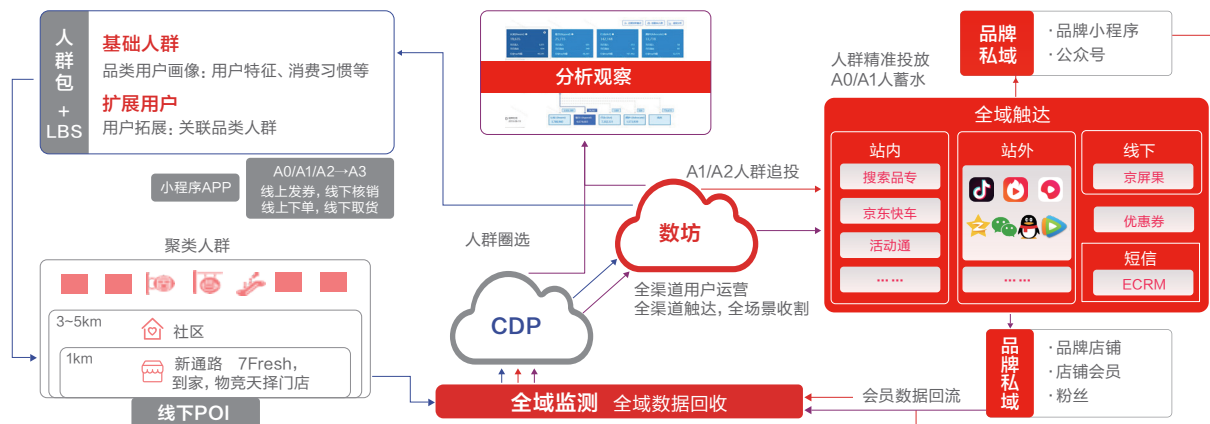 人群包+LBS
基础人群
品类用户画像：用户特征、消费习惯等
扩展用户
用户拓展：关联品类人群
小程序APP
A0/A1/A2→A3
线上发券，线下核销
线上下单，线下取货
聚类人群
3~5km
社区
1km
新通路 7Fresh，
到家，物竞天择门店
线下POI
分析观察
人群圈选
CDP
数坊
A1/A2人群追投
全渠道用户运营
全渠道触达，全场景收割
全域监测 全域数据回收
人群精准投放
A0/A1人蓄水
品牌
私域
·品牌小程序
·公众号
全域触达
站内
搜索品专
京东快车
活动通
……
站外
……
线下
京屏果
优惠券
短信
ECRM
品牌私域
·品牌店铺
·店铺会员
·粉丝
会员数据回流